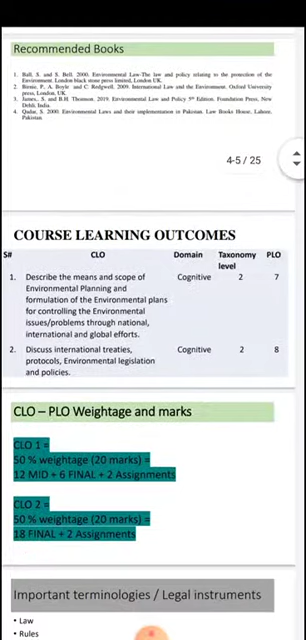 Recommended Books
1. Ball, S. and S. Bell. 2000. Environmental Law-The law and policy relating to the protection of the
Environment. London black stone press limited, London UK.
2. Birnie, P., A. Boyle and C. Redgwell. 2009. International Law and the Environment. Oxford University
press, London, UK.
3. James, S. and B.H. Thomson. 2019. Environmental Law and Policy 5th Edition, Foundation Press, New
Delhi, India.
4. Qadar, S. 2000. Environmental Laws and their implementation in Pakistan. Law Books House, Lahore,
Pakistan.
4-5 / 25
COURSE LEARNING OUTCOMES
S# CLO Domain Taxonomy PLO
level
1. Describe the means and scope of Cognitive 2 7
Environmental Planning and
formulation of the Environmental plans
for controlling the Environmental
issues/problems through national,
international and global efforts.
2. Discuss international treaties, Cognitive 2 8
protocols, Environmental legislation
and policies.
CLO – PLO Weightage and marks
CLO 1 =
50 % weightage (20 marks) =
12 MID + 6 FINAL + 2 Assignments
CLO 2 =
50 % weightage (20 marks) =
18 FINAL + 2 Assignments
Important terminologies / Legal instruments
• Law
• Rules